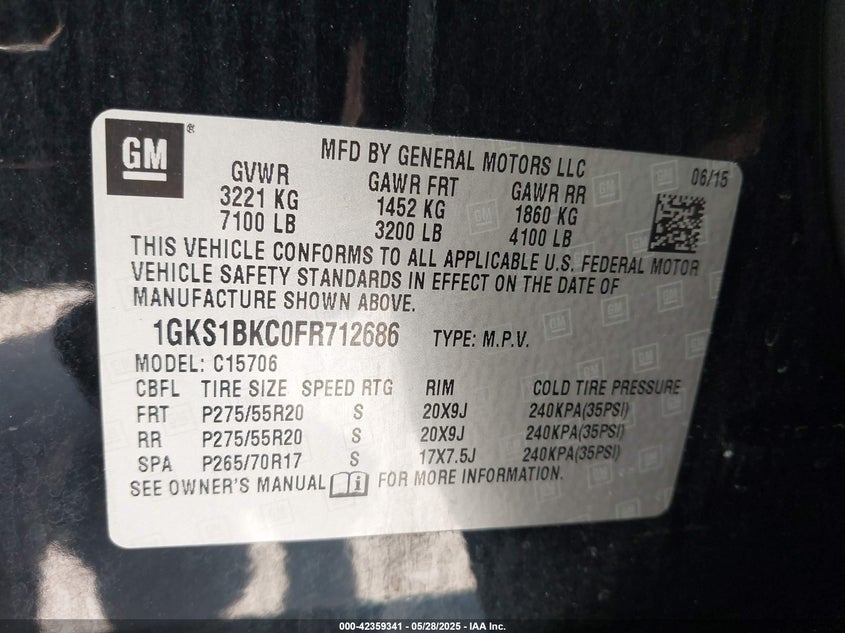 GM ®
MFD BY GENERAL MOTORS LLC
06/15
GVWR GAWR FRT GAWR RR
3221 KG 1452 KG 1860 KG
7100 LB 3200 LB 4100 LB
THIS VEHICLE CONFORMS TO ALL APPLICABLE U.S. FEDERAL MOTOR
VEHICLE SAFETY STANDARDS IN EFFECT ON THE DATE OF
MANUFACTURE SHOWN ABOVE.
1GKS1BKC0FR712686 TYPE: M.P.V.
MODEL: C15706
CBFL TIRE SIZE SPEED RTG RIM COLD TIRE PRESSURE
FRT P275/55R20 S 20X9J 240KPA(35PSI)
RR P275/55R20 S 20X9J 240KPA(35PSI)
SPA P265/70R17 S 17X7.5J 240KPA(35PSI)
SEE OWNER'S MANUAL i FOR MORE INFORMATION.
000-42359341 - 05/28/2025 - IAA Inc.